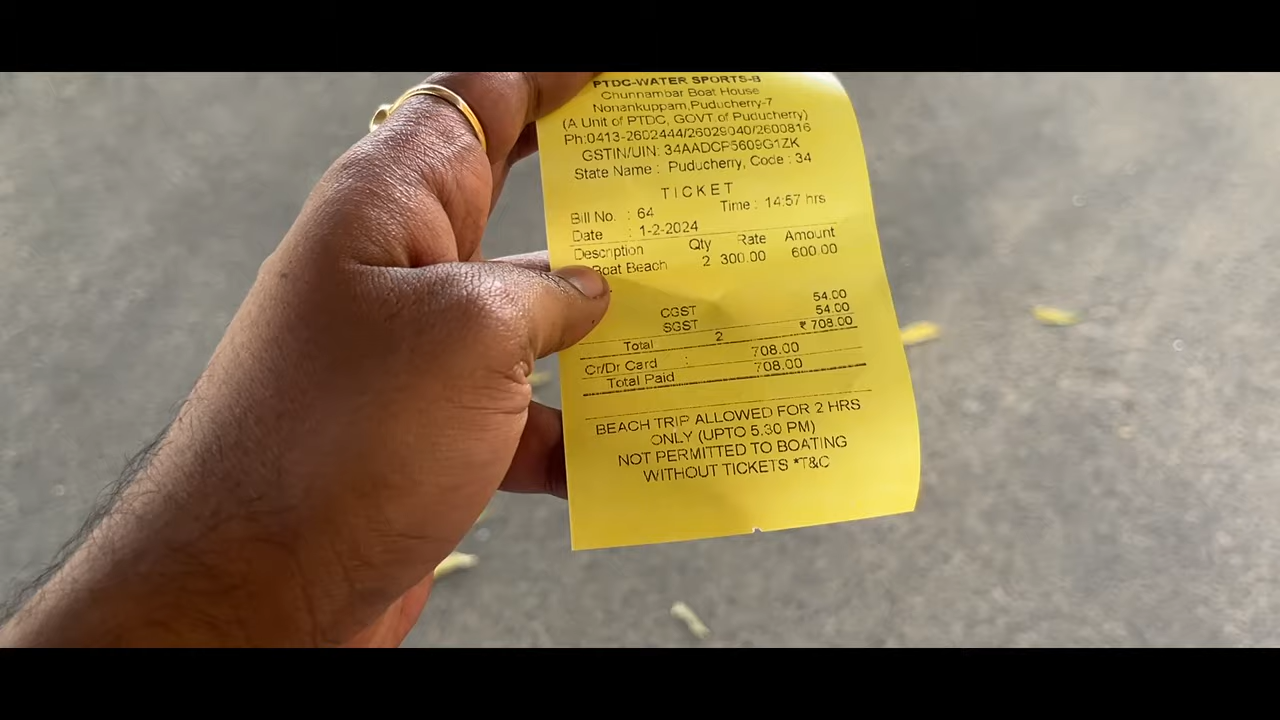 PTDC-WATER SPORTS-B
Chunnambar Boat House
Nonankuppam,Puducherry-7
(A Unit of PTDC, GOVT of Puducherry)
Ph:0413-2602444/26029040/2600816
GSTIN/UIN: 34AADCP5609G1ZK
State Name : Puducherry, Code : 34
TICKET
Bill No. : 64 Time : 14:57 hrs
Date : 1-2-2024
Description Qty Rate Amount
Boat Beach 2 300.00 600.00
CGST 54.00
SGST 54.00
Total 2 ₹ 708.00
Cr/Dr Card : 708.00
Total Paid 708.00
BEACH TRIP ALLOWED FOR 2 HRS
ONLY (UPTO 5.30 PM)
NOT PERMITTED TO BOATING
WITHOUT TICKETS *T&C